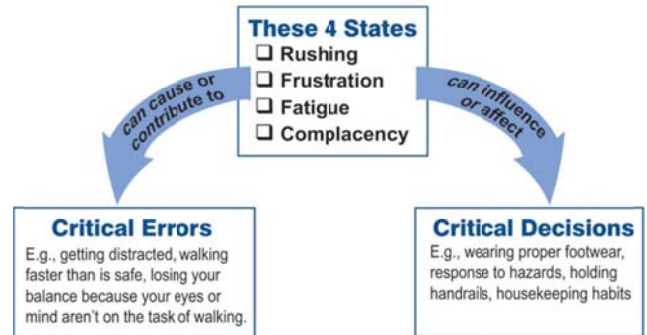 These 4 States
❑ Rushing
❑ Frustration
❑ Fatigue
❑ Complacency
can cause or
contribute to
can influence
or affect
Critical Errors
E.g., getting distracted, walking
faster than is safe, losing your
balance because your eyes or
mind aren't on the task of walking.
Critical Decisions
E.g., wearing proper footwear,
response to hazards, holding
handrails, housekeeping habits